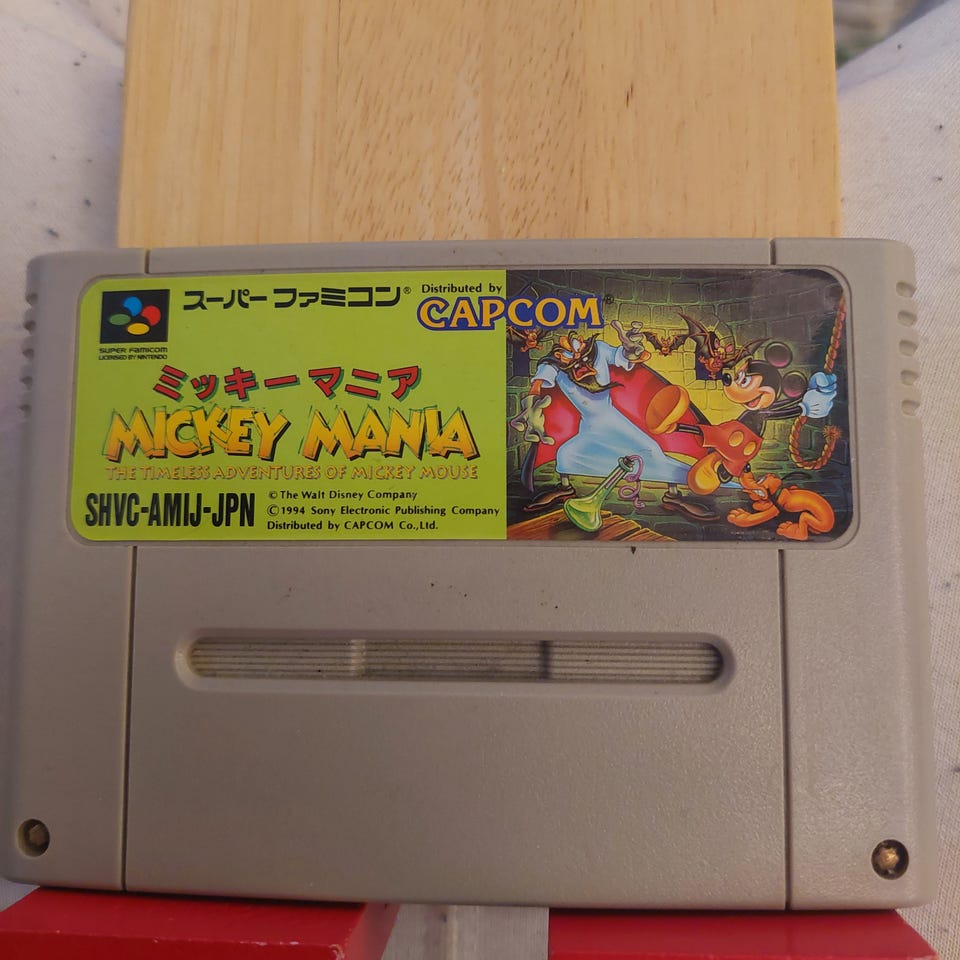 スーパーファミコン®
Distributed by
CAPCOM®
SUPER FAMICOM
LICENSED BY NINTENDO
ミッキーマニア
MICKEY MANIA
THE TIMELESS ADVENTURES OF MICKEY MOUSE
SHVC-AMIJ-JPN
© The Walt Disney Company
© 1994 Sony Electronic Publishing Company
Distributed by CAPCOM Co., Ltd.